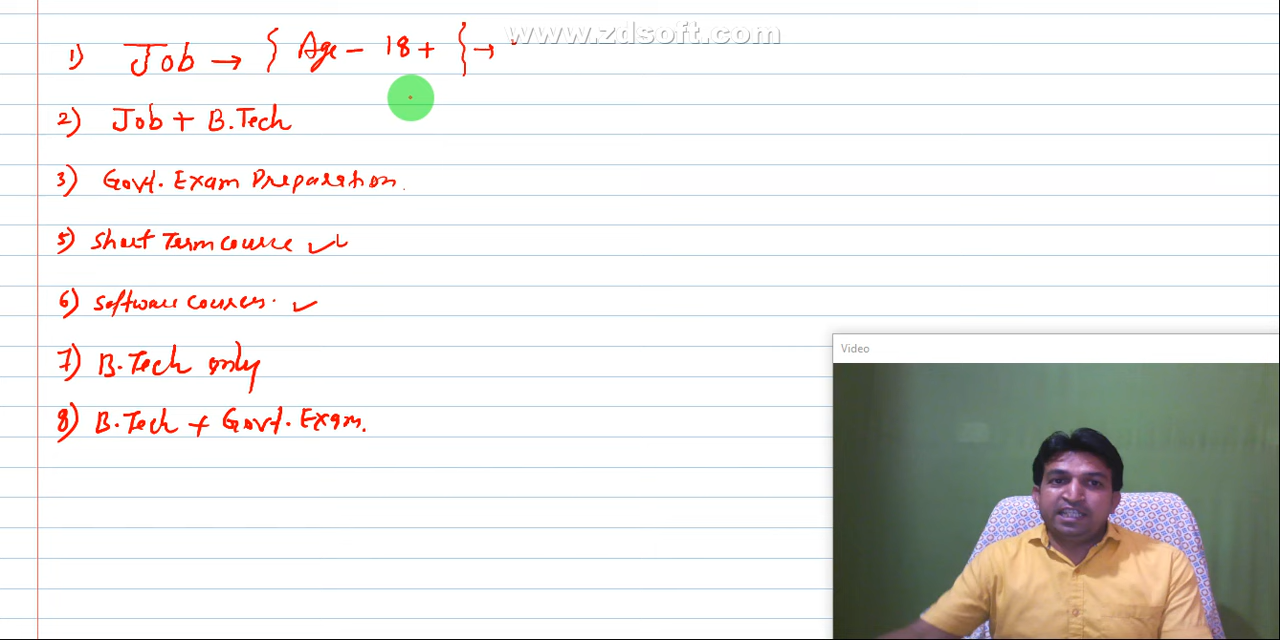 www.zdsoft.com
1) Job → { Age - 18+ } →
2) Job + B.Tech
3) Govt. Exam Preparation.
5) Short Term course ✓
6) Software courses. ✓
7) B.Tech only
8) B.Tech + Govt. Exam.
Video